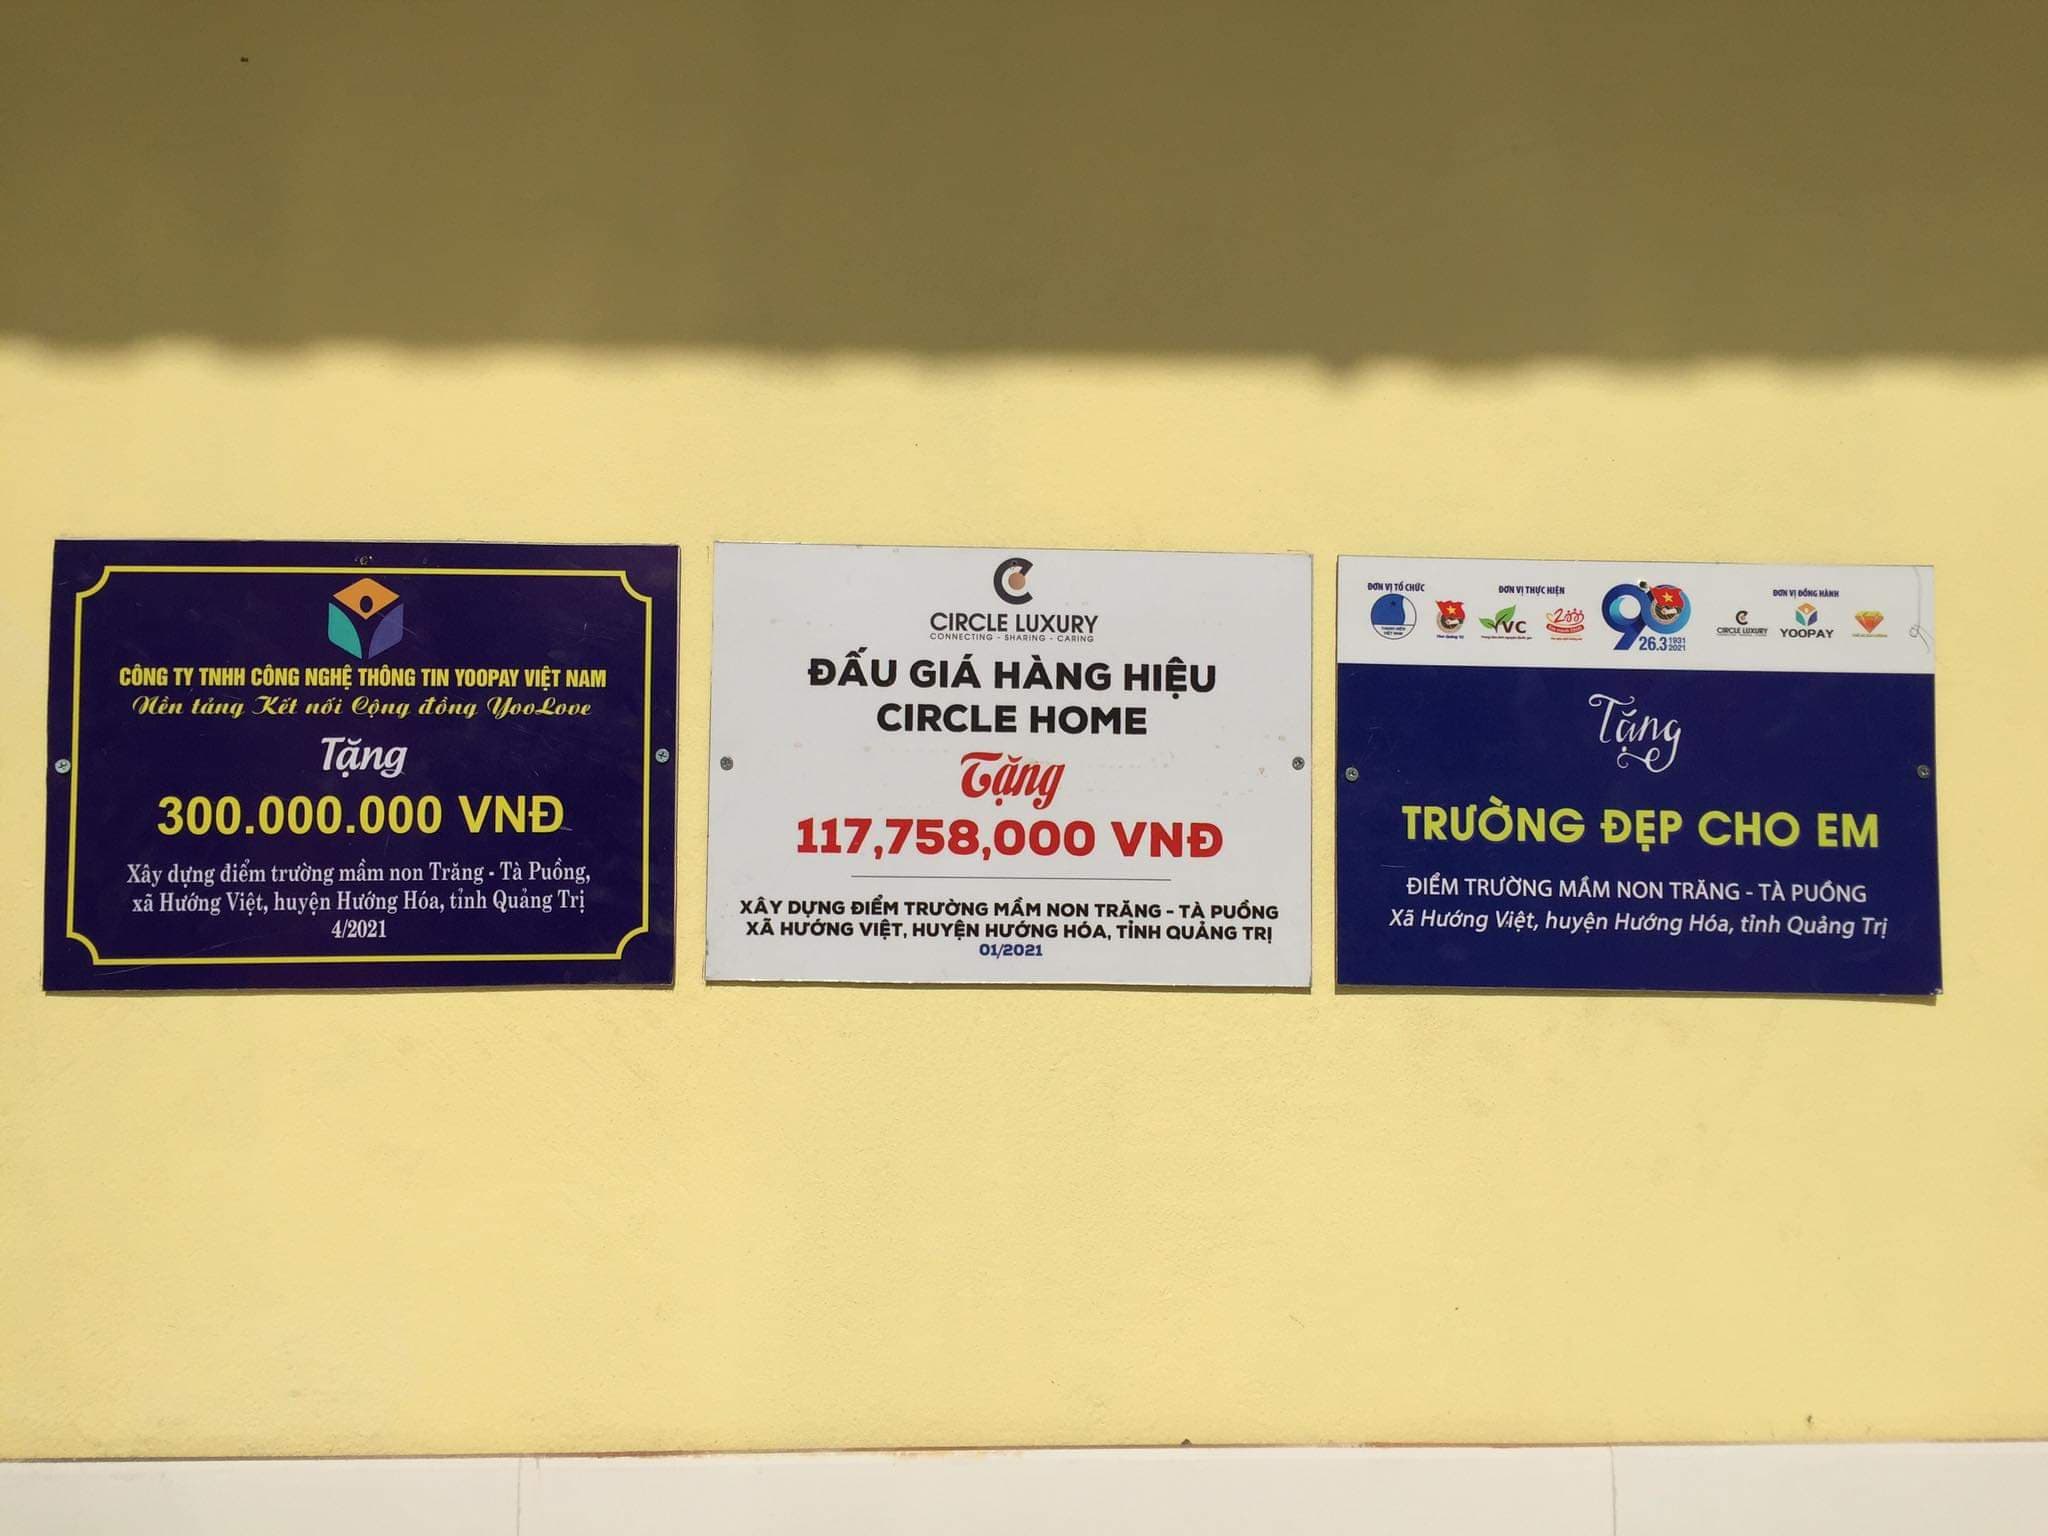 CÔNG TY TNHH CÔNG NGHỆ THÔNG TIN YOOPAY VIỆT NAM
Nền tảng Kết nối Cộng đồng YooLove
Tặng
300.000.000 VNĐ
Xây dựng điểm trường mầm non Trăng - Tà Puồng,
xã Hướng Việt, huyện Hướng Hóa, tỉnh Quảng Trị
4/2021
CIRCLE LUXURY
CONNECTING - SHARING - CARING
ĐẤU GIÁ HÀNG HIỆU
CIRCLE HOME
Tặng
117,758,000 VNĐ
XÂY DỰNG ĐIỂM TRƯỜNG MẦM NON TRĂNG - TÀ PUỒNG
XÃ HƯỚNG VIỆT, HUYỆN HƯỚNG HÓA, TỈNH QUẢNG TRỊ
01/2021
ĐƠN VỊ TỔ CHỨC
ĐƠN VỊ THỰC HIỆN
ĐƠN VỊ ĐỒNG HÀNH
VC
90
26.3 1931 2021
CIRCLE LUXURY
YOOPAY
Tặng
TRƯỜNG ĐẸP CHO EM
ĐIỂM TRƯỜNG MẦM NON TRĂNG - TÀ PUỒNG
Xã Hướng Việt, huyện Hướng Hóa, tỉnh Quảng Trị